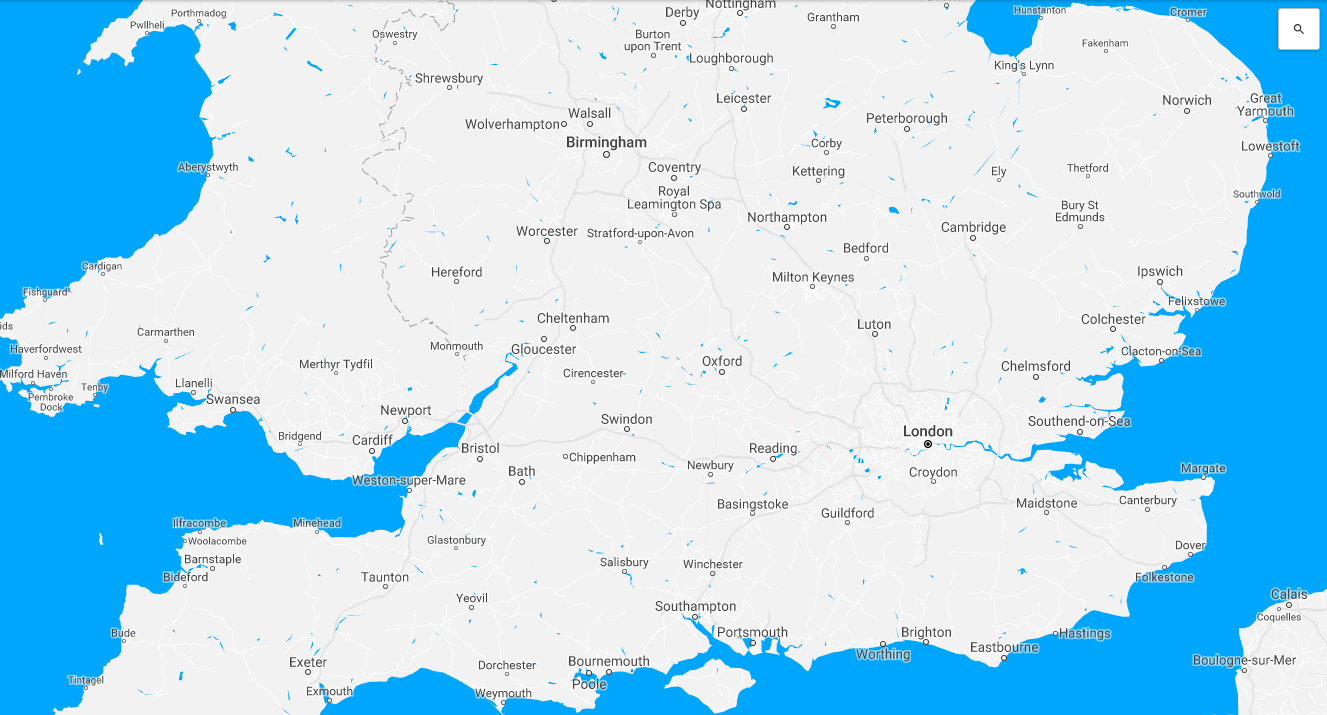 Porthmadog
Pwllheli
Oswestry
Derby
Nottingham
Grantham
Hunstanton
Cromer
Burton
upon Trent
Loughborough
Fakenham
King's Lynn
Shrewsbury
Leicester
Norwich
Great
Yarmouth
Walsall
Wolverhampton
Peterborough
Birmingham
Corby
Lowestoft
Aberystwyth
Coventry
Kettering
Ely
Thetford
Royal
Leamington Spa
Southwold
Northampton
Bury St
Edmunds
Worcester
Stratford-upon-Avon
Cambridge
Bedford
Cardigan
Hereford
Milton Keynes
Ipswich
Fishguard
Felixstowe
ids
Carmarthen
Cheltenham
Luton
Colchester
Haverfordwest
Monmouth
Gloucester
Clacton-on-Sea
Milford Haven
Merthyr Tydfil
Cirencester
Oxford
Chelmsford
Llanelli
Tenby
Pembroke
Dock
Swansea
Newport
Swindon
Southend-on-Sea
Bridgend
Cardiff
London
Bristol
Chippenham
Reading
Bath
Newbury
Croydon
Margate
Weston-super-Mare
Basingstoke
Guildford
Maidstone
Canterbury
Ilfracombe
Minehead
Woolacombe
Glastonbury
Dover
Barnstaple
Salisbury
Winchester
Bideford
Taunton
Folkestone
Yeovil
Southampton
Calais
Coquelles
Bude
Portsmouth
Brighton
Hastings
Worthing
Eastbourne
Exeter
Dorchester
Bournemouth
Boulogne-sur-Mer
Tintagel
Poole
Exmouth
Weymouth